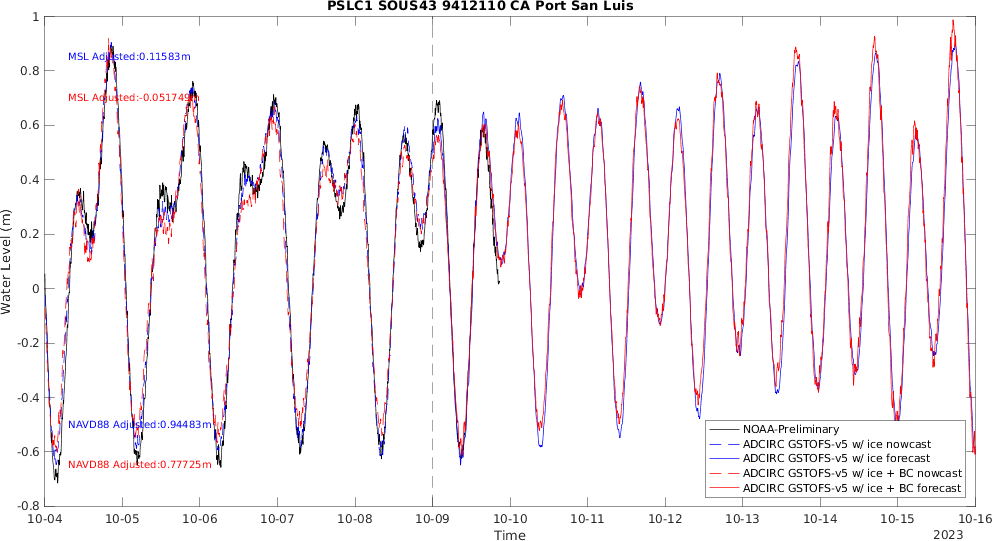 PSLC1 SOUS43 9412110 CA Port San Luis
1
0.8
0.6
0.4
0.2
0
-0.2
-0.4
-0.6
-0.8
Water Level (m)
MSL Adjusted:0.11583m
MSL Adjusted:-0.051749m
NAVD88 Adjusted:0.94483m
NAVD88 Adjusted:0.77725m
NOAA-Preliminary
ADCIRC GSTOFS-v5 w/ ice nowcast
ADCIRC GSTOFS-v5 w/ ice forecast
ADCIRC GSTOFS-v5 w/ ice + BC nowcast
ADCIRC GSTOFS-v5 w/ ice + BC forecast
10-04 10-05 10-06 10-07 10-08 10-09 10-10 10-11 10-12 10-13 10-14 10-15 10-16
Time
2023